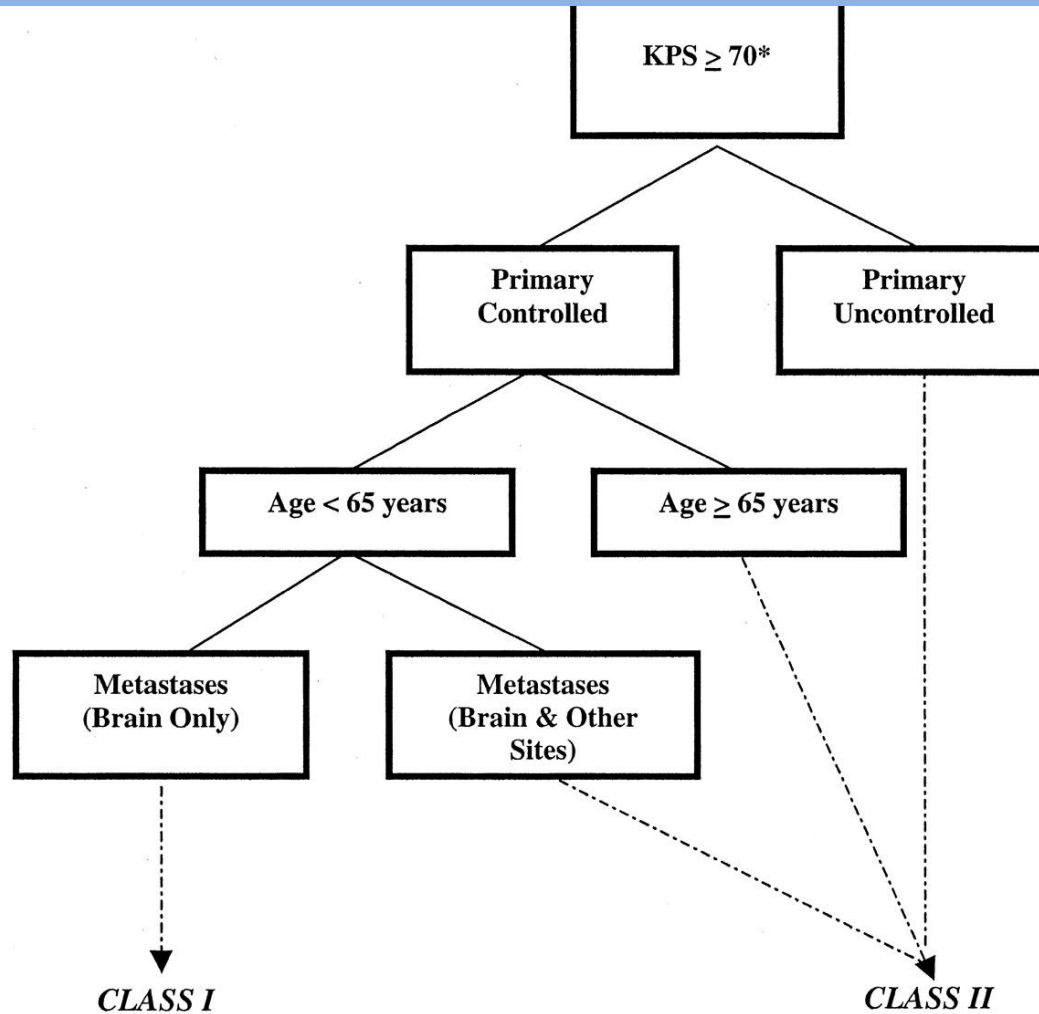 KPS ≥ 70*
Primary
Controlled
Primary
Uncontrolled
Age < 65 years
Age ≥ 65 years
Metastases
(Brain Only)
Metastases
(Brain & Other
Sites)
CLASS I
CLASS II